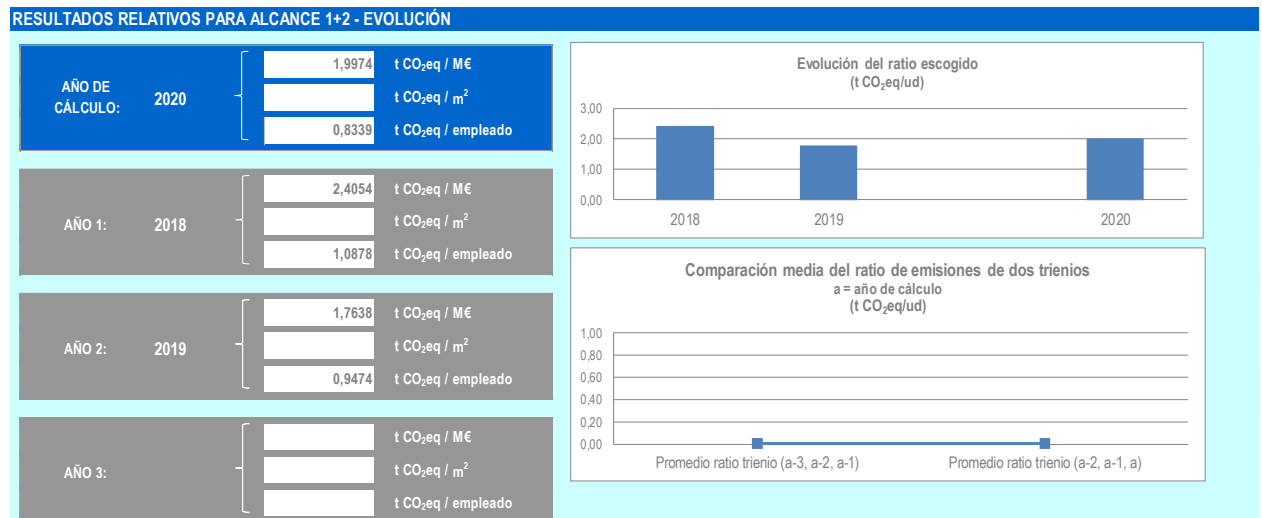 RESULTADOS RELATIVOS PARA ALCANCE 1+2 - EVOLUCIÓN
AÑO DE
CÁLCULO:
2020
1,9974 t CO₂eq / M€
t CO₂eq / m²
0,8339 t CO₂eq / empleado
AÑO 1: 2018
2,4054 t CO₂eq / M€
t CO₂eq / m²
1,0878 t CO₂eq / empleado
AÑO 2: 2019
1,7638 t CO₂eq / M€
t CO₂eq / m²
0,9474 t CO₂eq / empleado
AÑO 3:
t CO₂eq / M€
t CO₂eq / m²
t CO₂eq / empleado
Evolución del ratio escogido
(t CO₂eq/ud)
3,00
2,00
1,00
0,00
2018 2019 2020
Comparación media del ratio de emisiones de dos trienios
a = año de cálculo
(t CO₂eq/ud)
1,00
0,80
0,60
0,40
0,20
0,00
Promedio ratio trienio (a-3, a-2, a-1) Promedio ratio trienio (a-2, a-1, a)